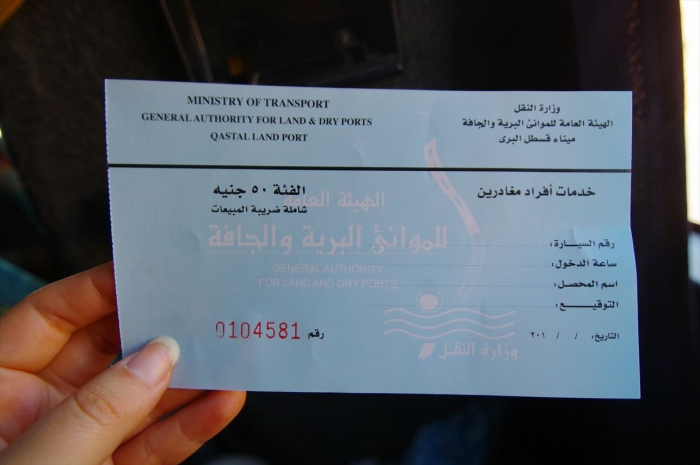 MINISTRY OF TRANSPORT
GENERAL AUTHORITY FOR LAND & DRY PORTS
QASTAL LAND PORT
وزارة النقل
الهيئة العامة للموانئ البرية والجافة
ميناء قسطل البرى
خدمات أفراد مغادرين
الفئة ٥٠ جنيه
شاملة ضريبة المبيعات
الهيئة العامة
للموانئ البرية والجافة
GENERAL AUTHORITY
FOR LAND AND DRY PORTS
وزارة النقل
رقم السيارة:
ساعة الدخول:
اسم المحصل:
التوقيع:
التاريخ: / / ٢٠١
رقم 0104581